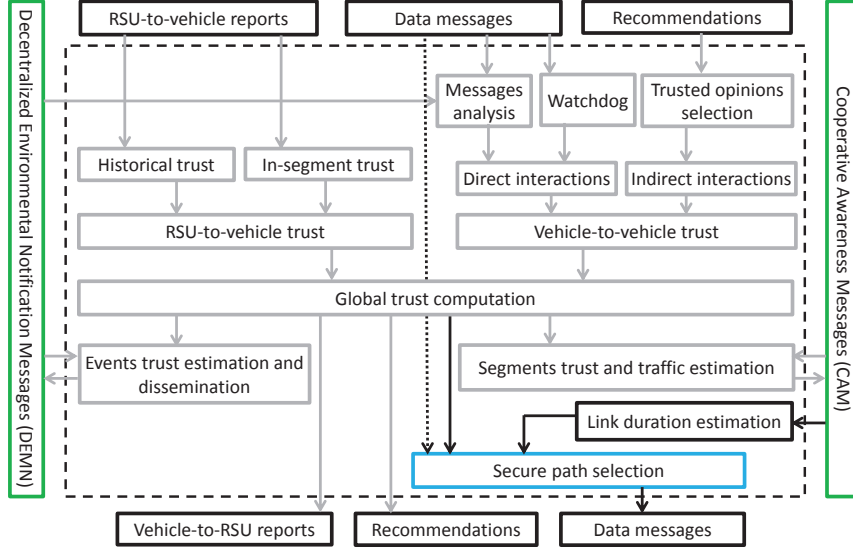 RSU-to-vehicle reports
Data messages
Recommendations
Decentralized Environmental Notification Messages (DEMN)
Cooperative Awareness Messages (CAM)
Messages
analysis
Watchdog
Trusted opinions
selection
Historical trust
In-segment trust
Direct interactions
Indirect interactions
RSU-to-vehicle trust
Vehicle-to-vehicle trust
Global trust computation
Events trust estimation and
dissemination
Segments trust and traffic estimation
Link duration estimation
Secure path selection
Vehicle-to-RSU reports
Recommendations
Data messages